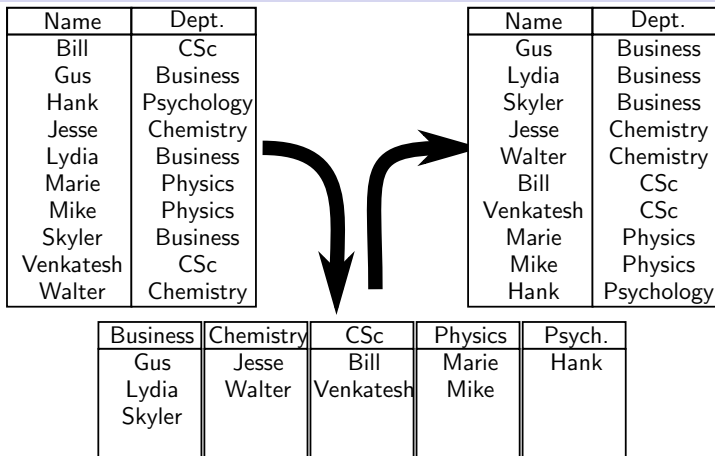 Name Dept.
Bill CSc
Gus Business
Hank Psychology
Jesse Chemistry
Lydia Business
Marie Physics
Mike Physics
Skyler Business
Venkatesh CSc
Walter Chemistry
Name Dept.
Gus Business
Lydia Business
Skyler Business
Jesse Chemistry
Walter Chemistry
Bill CSc
Venkatesh CSc
Marie Physics
Mike Physics
Hank Psychology
Business Chemistry CSc Physics Psych.
Gus Jesse Bill Marie Hank
Lydia Walter Venkatesh Mike
Skyler